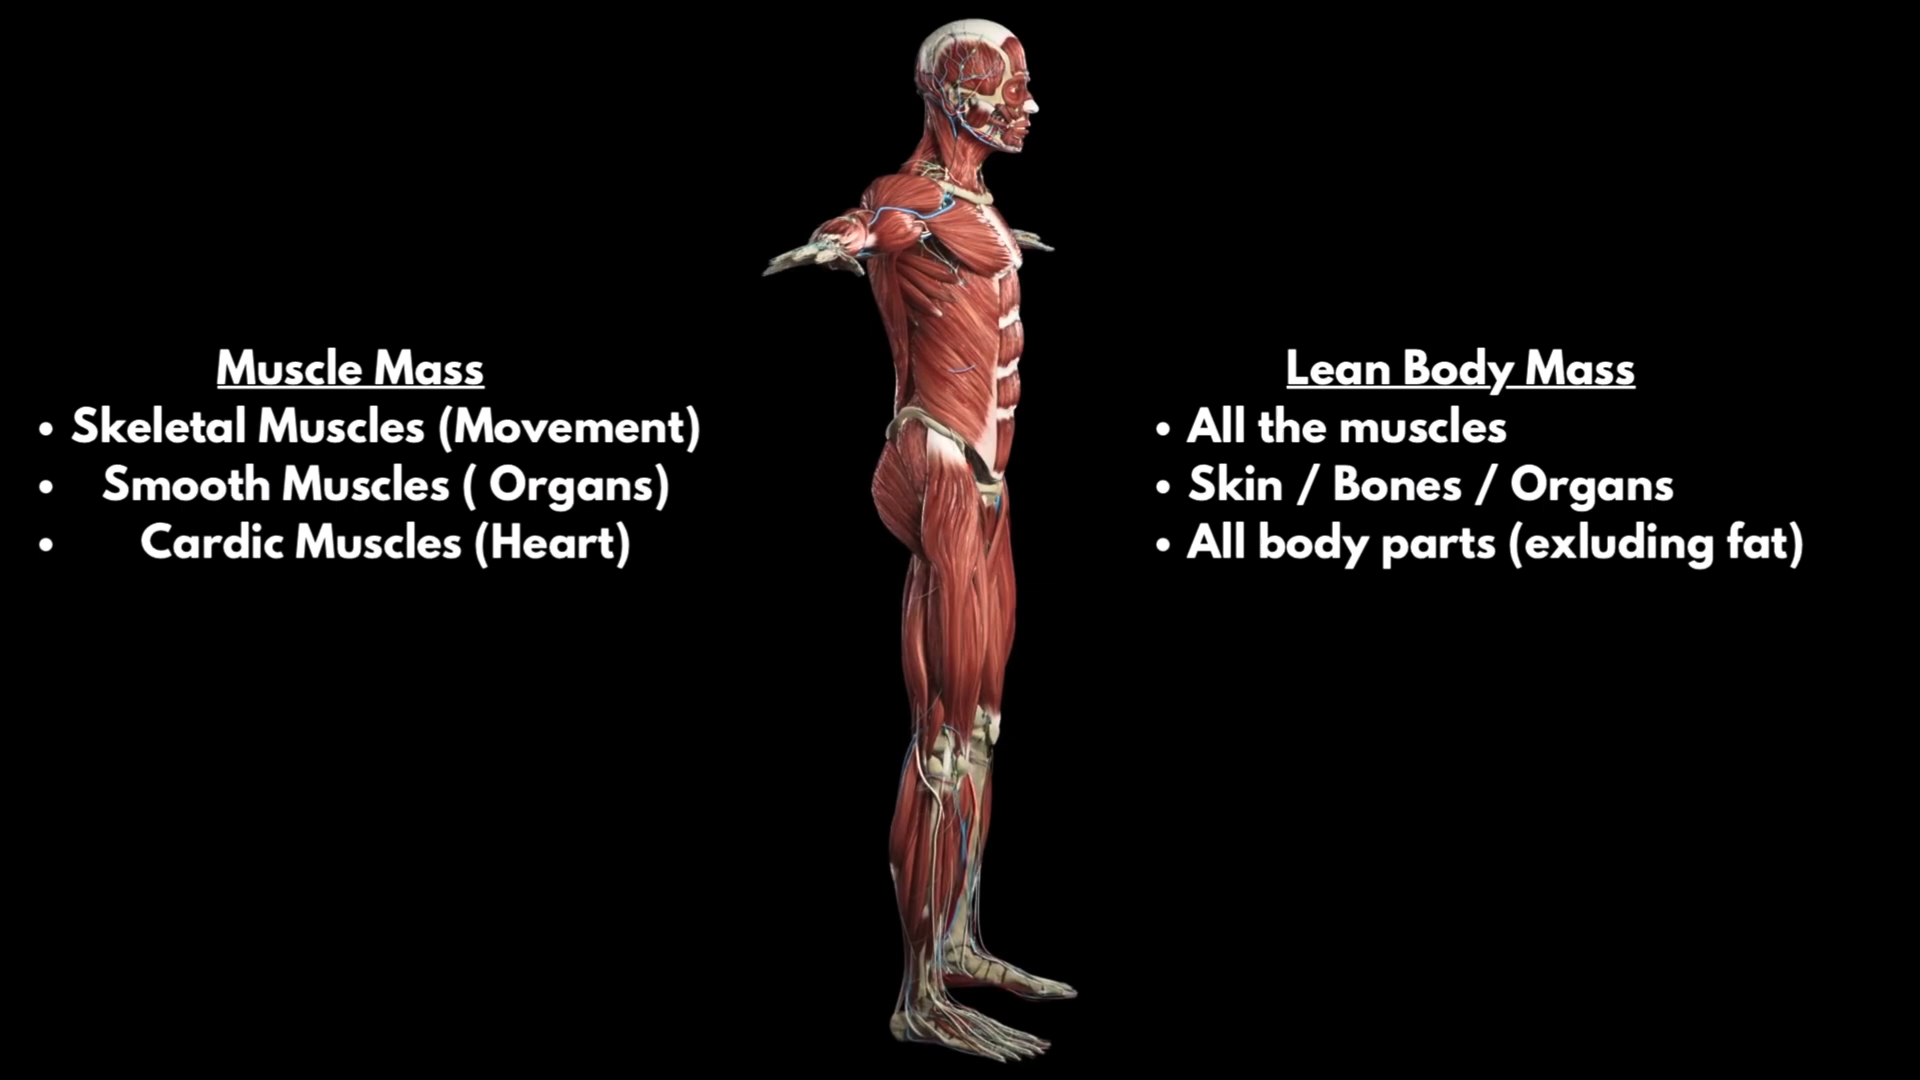 Muscle Mass
• Skeletal Muscles (Movement)
• Smooth Muscles ( Organs)
• Cardic Muscles (Heart)
Lean Body Mass
• All the muscles
• Skin / Bones / Organs
• All body parts (exluding fat)